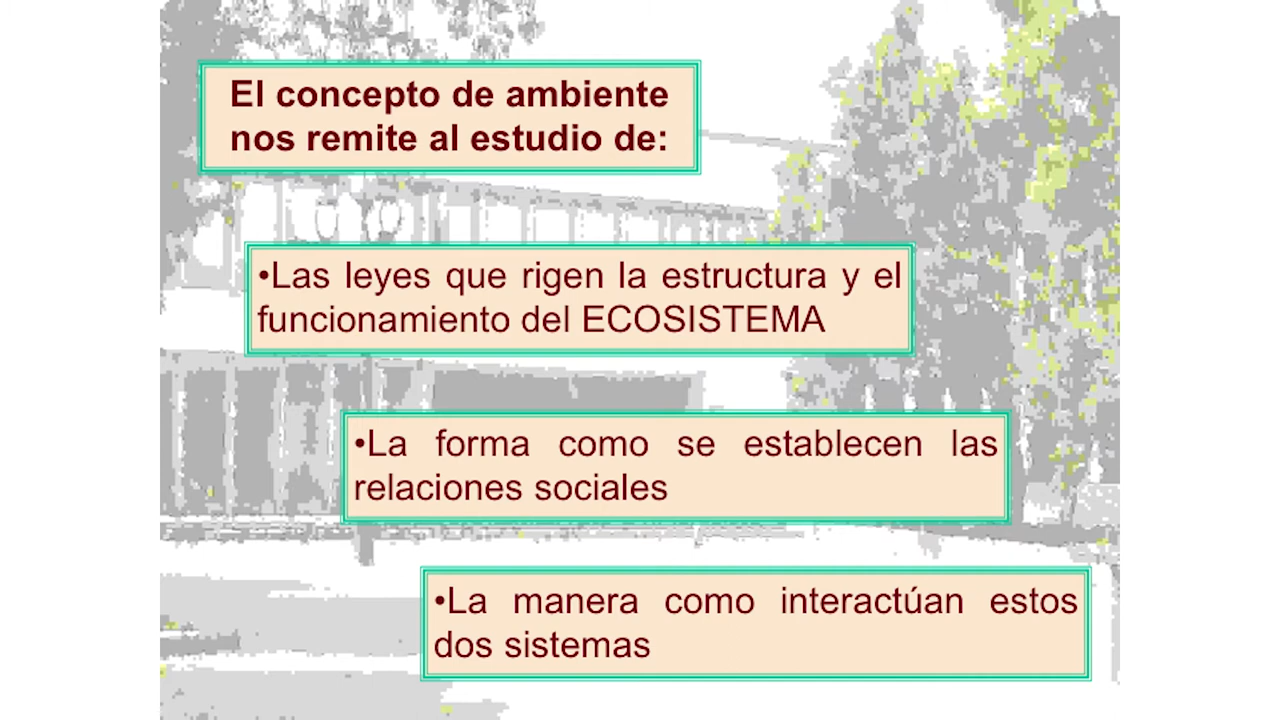 El concepto de ambiente
nos remite al estudio de:
•Las leyes que rigen la estructura y el
funcionamiento del ECOSISTEMA
•La forma como se establecen las
relaciones sociales
•La manera como interactúan estos
dos sistemas